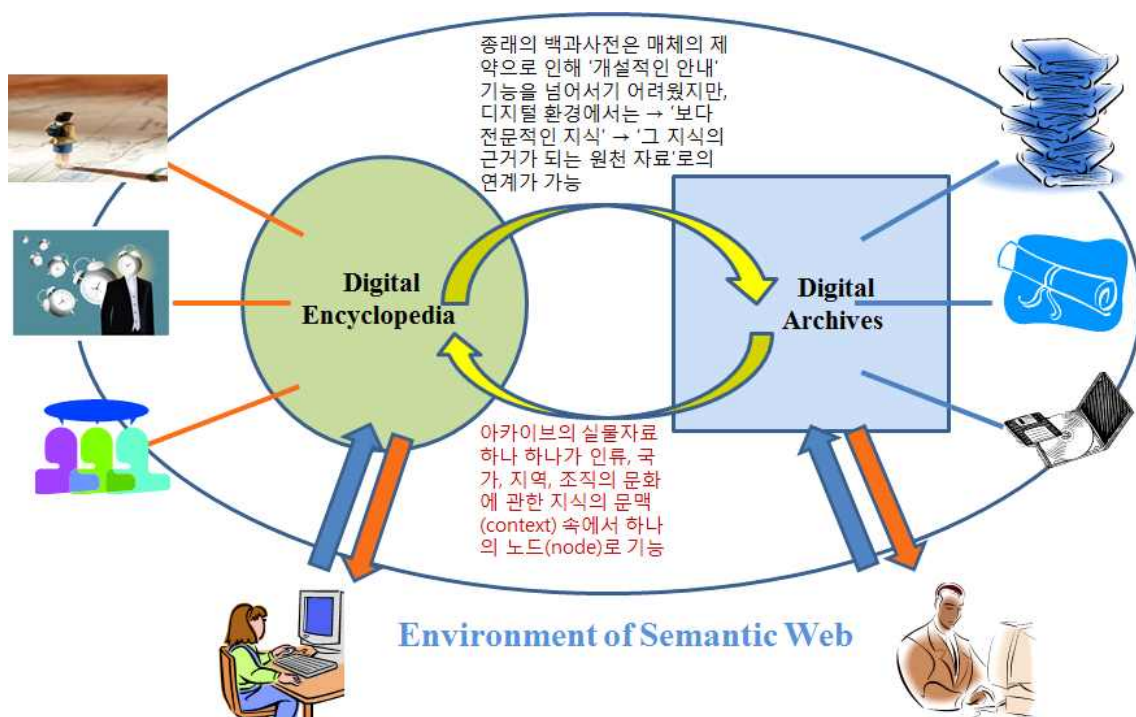 종래의 백과사전은 매체의 제
약으로 인해 '개설적인 안내'
기능을 넘어서기 어려웠지만,
디지털 환경에서는 → '보다
전문적인 지식' → '그 지식의
근거가 되는 원천 자료'로의
연계가 가능
Digital
Encyclopedia
Digital
Archives
아카이브의 실물자료
하나 하나가 인류, 국
가, 지역, 조직의 문화
에 관한 지식의 문맥
(context) 속에서 하나
의 노드(node)로 기능
Environment of Semantic Web